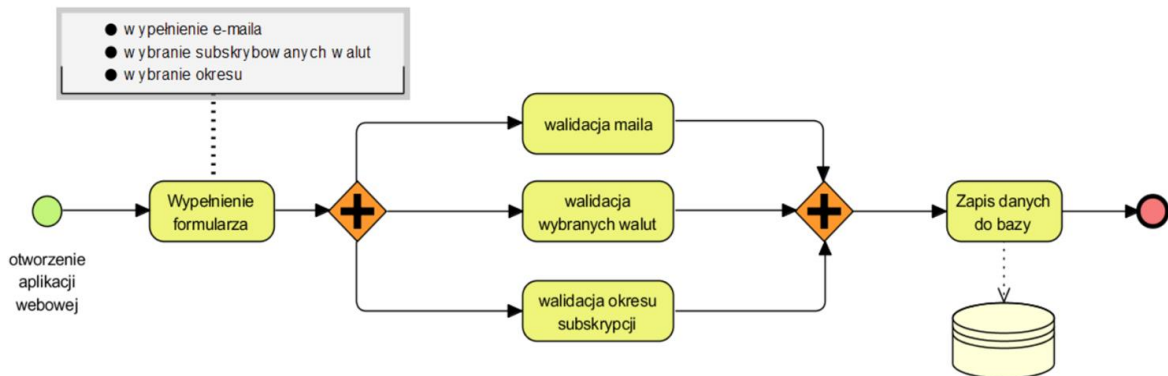 ● wypełnienie e-maila
● wybranie subskrybowanych walut
● wybranie okresu
walidacja maila
Wypełnienie
formularza
walidacja
wybranych walut
Zapis danych
do bazy
otworzenie
aplikacji
webowej
walidacja okresu
subskrypcji